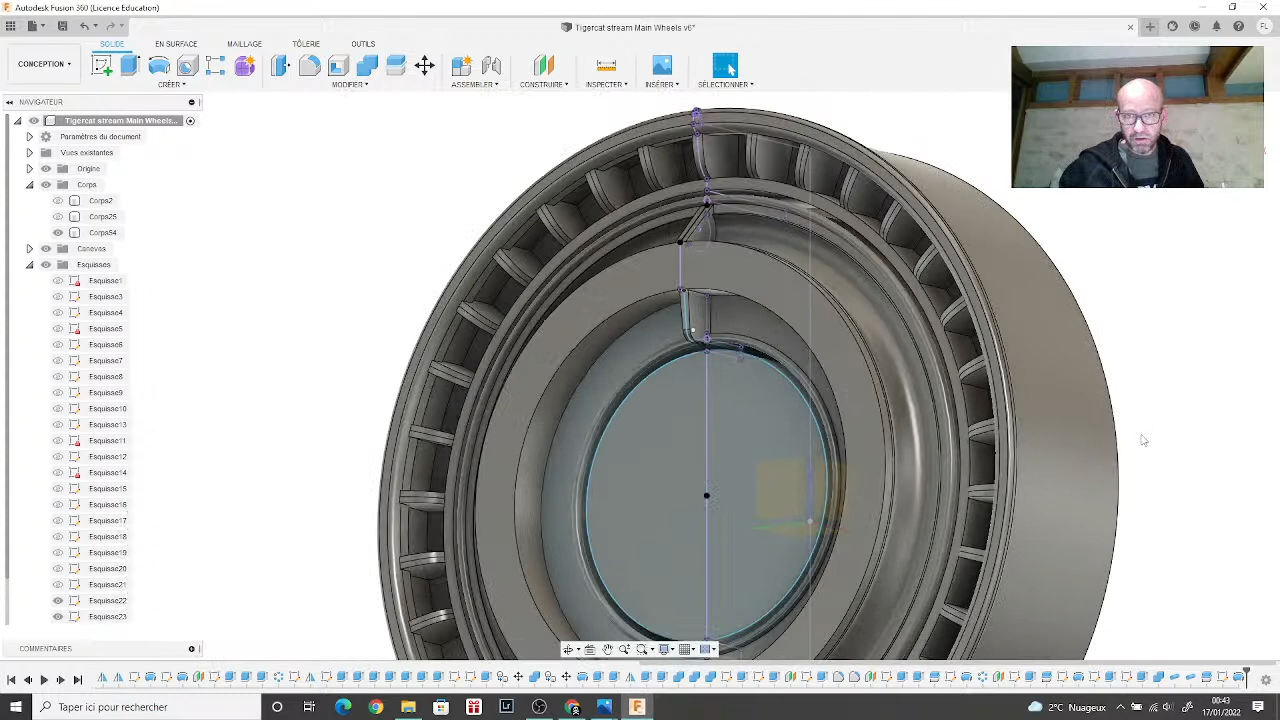 Autodesk Fusion 360 (Licence Education)
Tigercat stream Main Wheels v6*
SOLIDE EN SURFACE MAILLAGE TÔLERIE OUTILS
CONCEPTION
CRÉER
MODIFIER
ASSEMBLER
CONSTRUIRE
INSPECTER
INSÉRER
SÉLECTIONNER
NAVIGATEUR
Tigercat stream Main Wheels...
Paramètres du document
Vues existantes
Origine
Corps
Corps2
Corps25
Corps54
Canevas
Esquisses
Esquisse1
Esquisse3
Esquisse4
Esquisse5
Esquisse6
Esquisse7
Esquisse8
Esquisse9
Esquisse10
Esquisse13
Esquisse11
Esquisse12
Esquisse14
Esquisse15
Esquisse16
Esquisse17
Esquisse18
Esquisse19
Esquisse20
Esquisse21
Esquisse22
Esquisse23
COMMENTAIRES
Taper ici pour rechercher
2°C Nuageux
00:43
17/01/2022